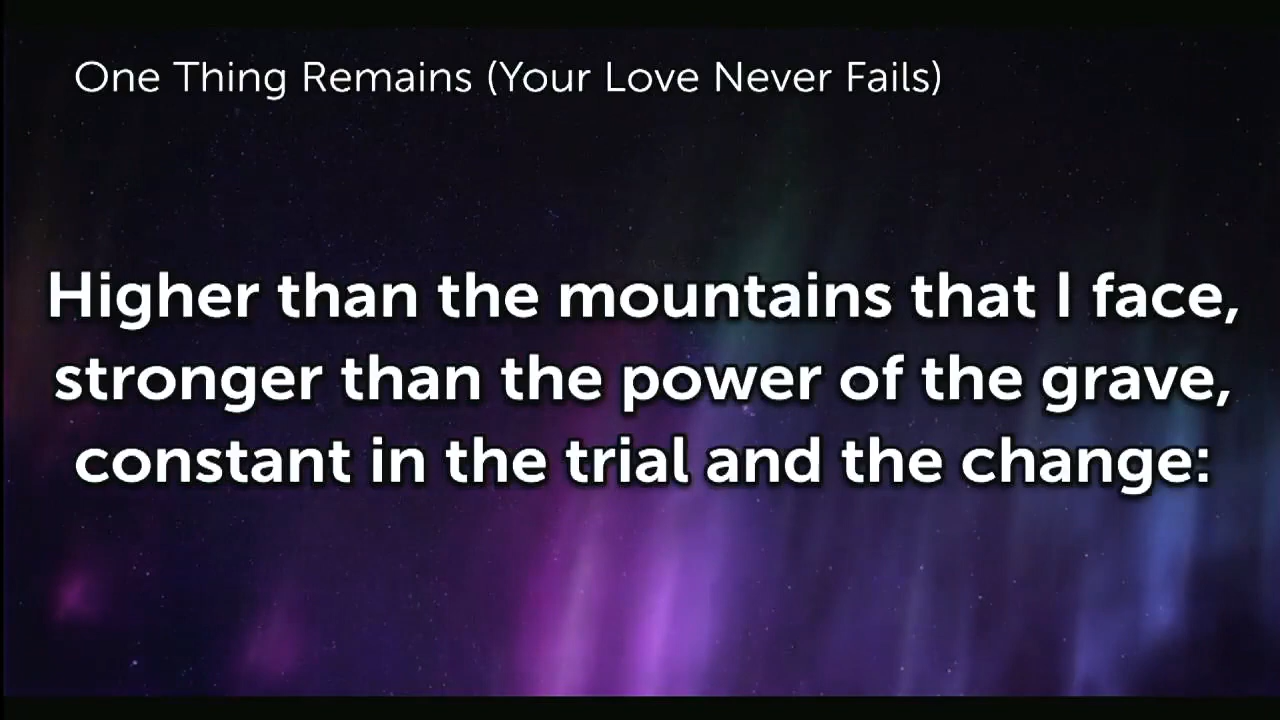 One Thing Remains (Your Love Never Fails)
Higher than the mountains that I face,
stronger than the power of the grave,
constant in the trial and the change: